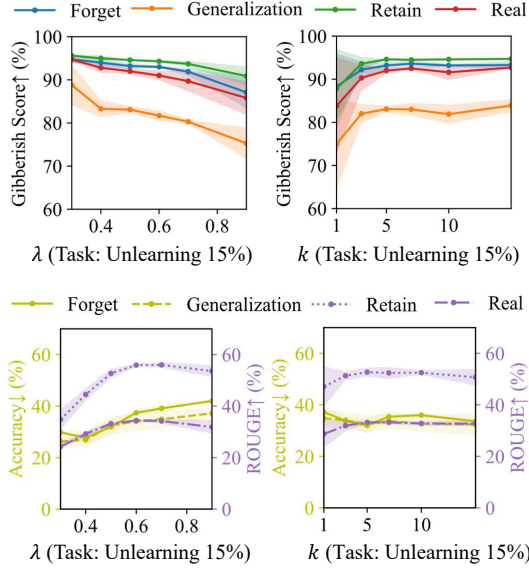 Forget Generalization Retain Real
Gibberish Score↑ (%)
100
90
80
70
60
0.4 0.6 0.8
λ (Task: Unlearning 15%)
Gibberish Score↑ (%)
100
90
80
70
60
1 5 10
k (Task: Unlearning 15%)
Forget Generalization Retain Real
Accuracy↓ (%)
60
40
20
0
ROUGE↑ (%)
60
40
20
0
0.4 0.6 0.8
λ (Task: Unlearning 15%)
Accuracy↓ (%)
60
40
20
0
ROUGE↑ (%)
60
40
20
0
1 5 10
k (Task: Unlearning 15%)